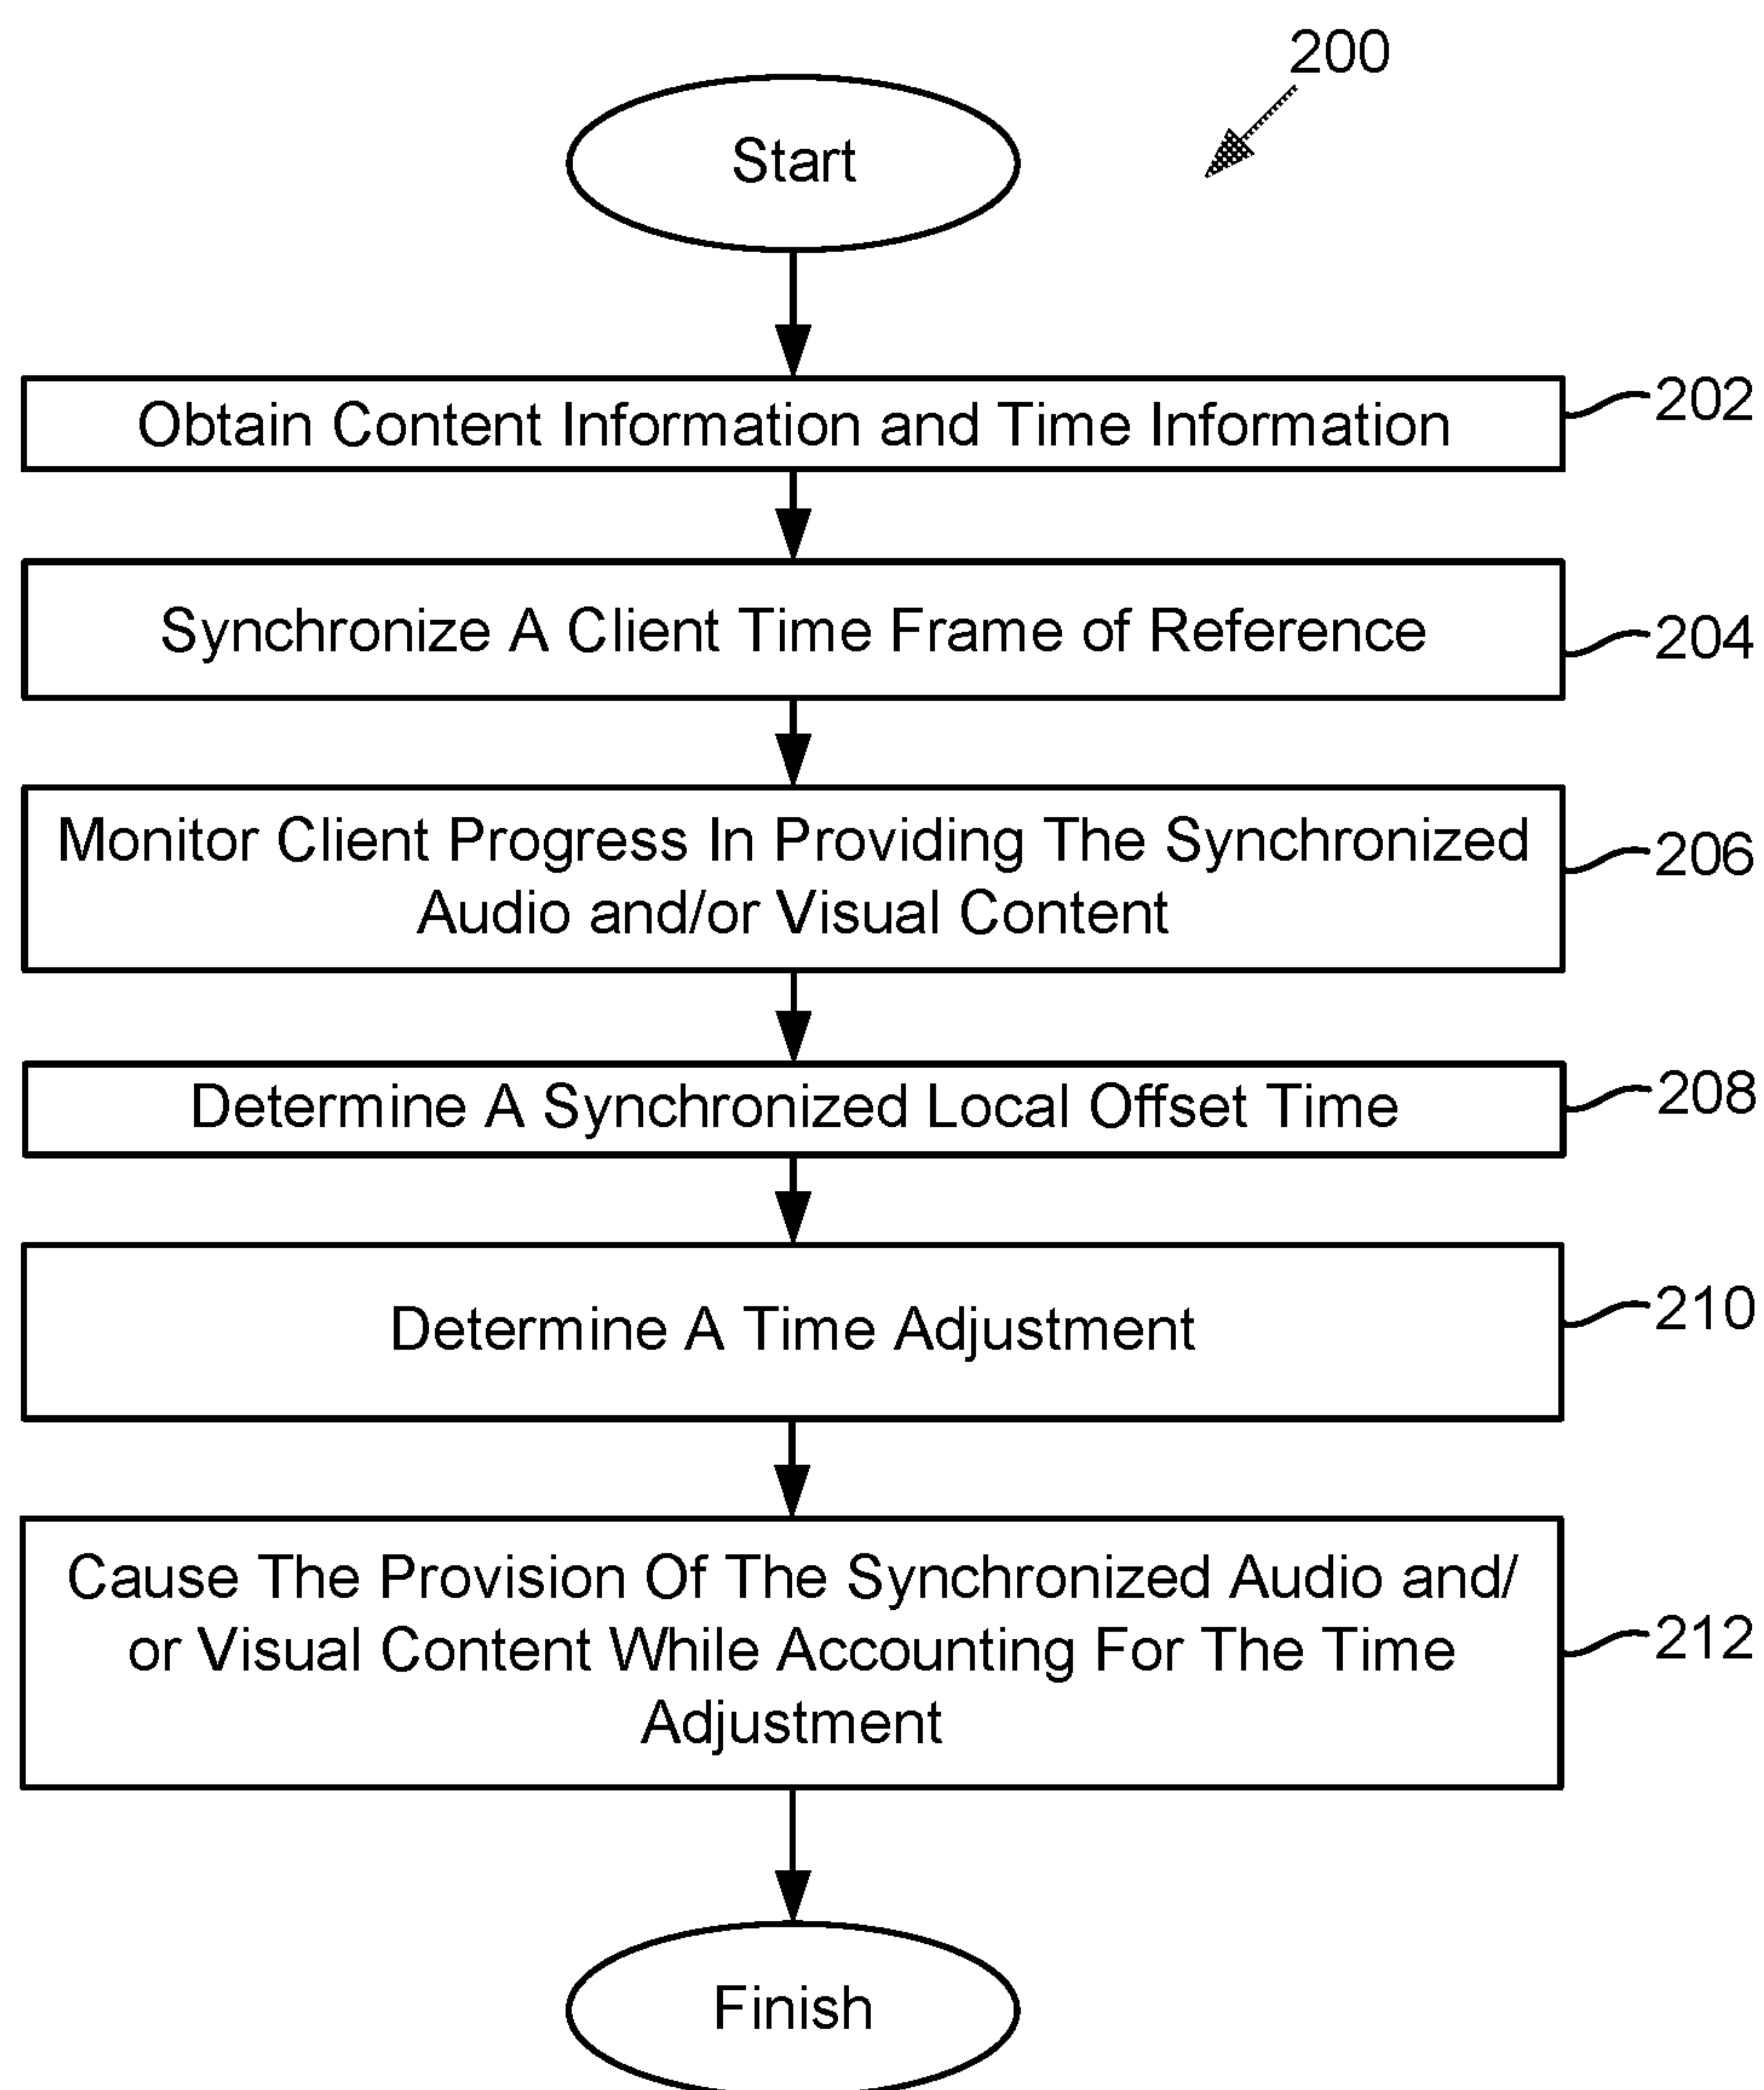 200
Start
Obtain Content Information and Time Information
202
Synchronize A Client Time Frame of Reference
204
Monitor Client Progress In Providing The Synchronized
Audio and/or Visual Content
206
Determine A Synchronized Local Offset Time
208
Determine A Time Adjustment
210
Cause The Provision Of The Synchronized Audio and/
or Visual Content While Accounting For The Time
Adjustment
212
Finish